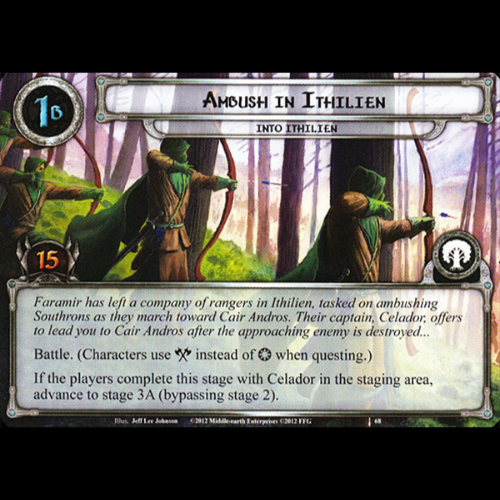 1B
AMBUSH IN ITHILIEN
INTO ITHILIEN
15
Faramir has left a company of rangers in Ithilien, tasked on ambushing
Southrons as they march toward Cair Andros. Their captain, Celador, offers
to lead you to Cair Andros after the approaching enemy is destroyed...
Battle. (Characters use instead of when questing.)
If the players complete this stage with Celador in the staging area,
advance to stage 3A (bypassing stage 2).
Illus. Jeff Lee Johnson ©2012 Middle-earth Enterprises ©2012 FFG 68